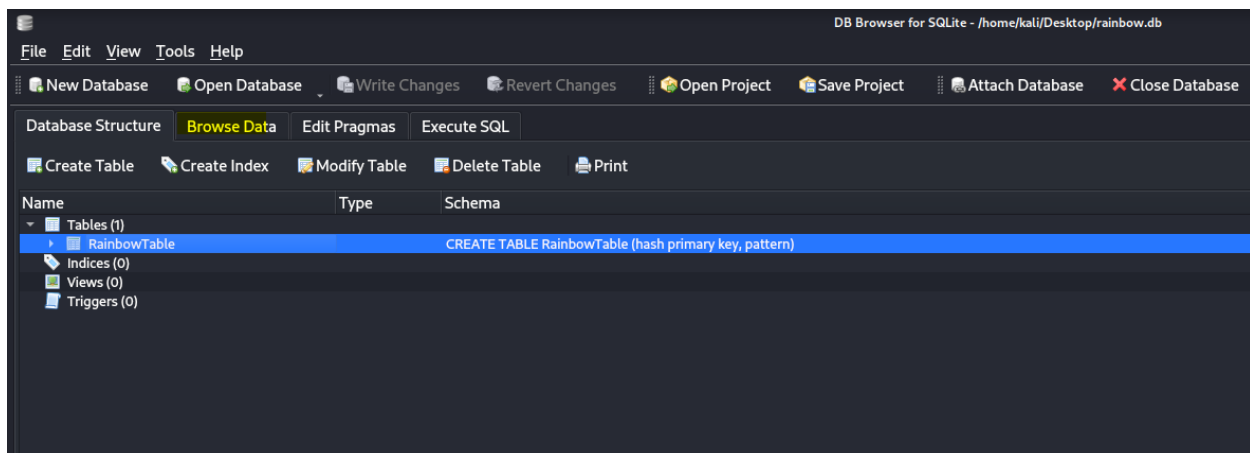 DB Browser for SQLite - /home/kali/Desktop/rainbow.db
File Edit View Tools Help
New Database Open Database Write Changes Revert Changes Open Project Save Project Attach Database Close Database
Database Structure Browse Data Edit Pragmas Execute SQL
Create Table Create Index Modify Table Delete Table Print
Name Type Schema
Tables (1)
RainbowTable CREATE TABLE RainbowTable (hash primary key, pattern)
Indices (0)
Views (0)
Triggers (0)